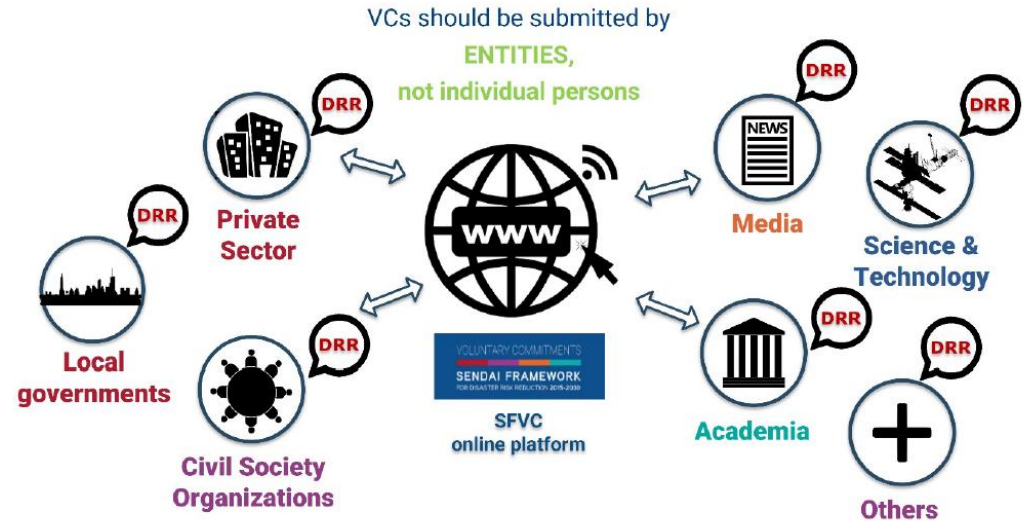 VCs should be submitted by
ENTITIES,
not individual persons
DRR
Private
Sector
DRR
Local
governments
DRR
Civil Society
Organizations
www
VOLUNTARY COMMITMENTS
SENDAI FRAMEWORK
FOR DISASTER RISK REDUCTION 2015-2030
SFVC
online platform
DRR
NEWS
Media
DRR
Science &
Technology
DRR
Academia
DRR
Others